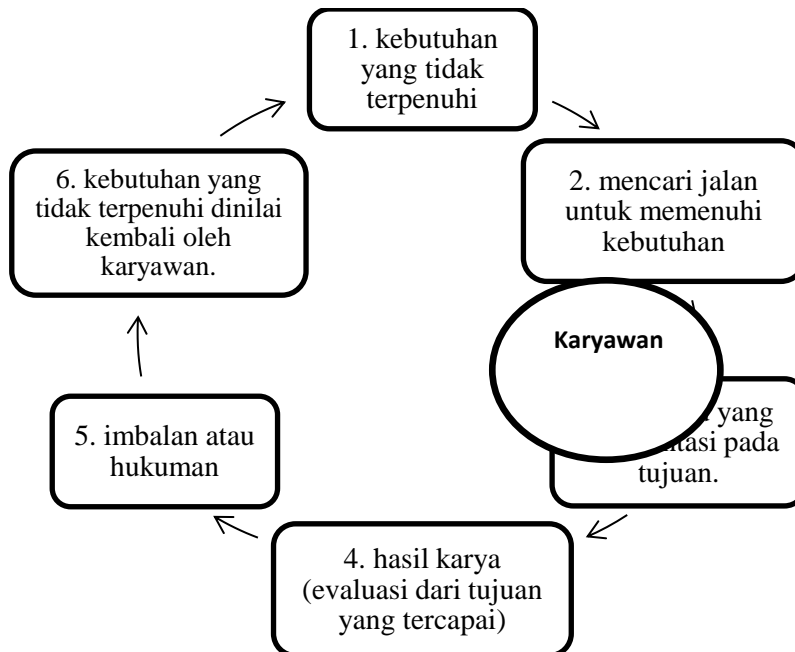 1. kebutuhan
yang tidak
terpenuhi
2. mencari jalan
untuk memenuhi
kebutuhan
Karyawan
yang
pada
tujuan.
4. hasil karya
(evaluasi dari tujuan
yang tercapai)
5. imbalan atau
hukuman
6. kebutuhan yang
tidak terpenuhi dinilai
kembali oleh
karyawan.